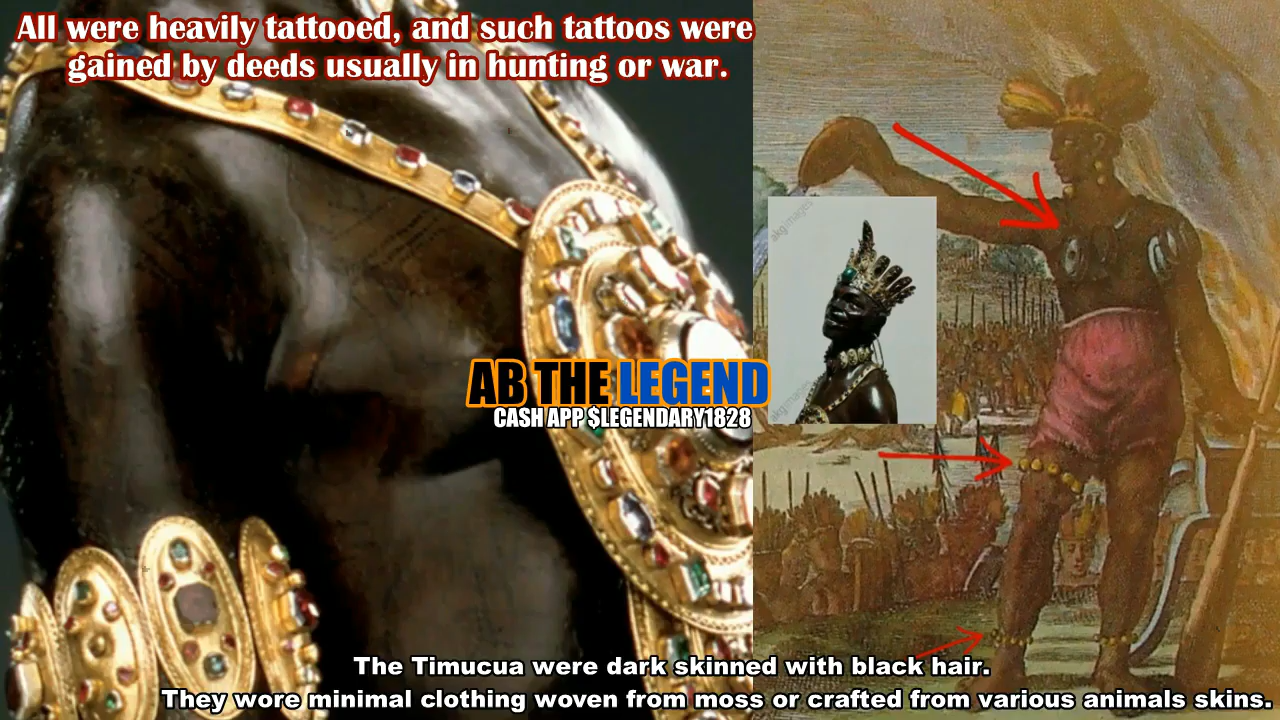 All were heavily tattooed, and such tattoos were
gained by deeds usually in hunting or war.
akgimages
AB THE LEGEND
CASH APP $LEGENDARY1828
akgimages
The Timucua were dark skinned with black hair.
They wore minimal clothing woven from moss or crafted from various animals skins.